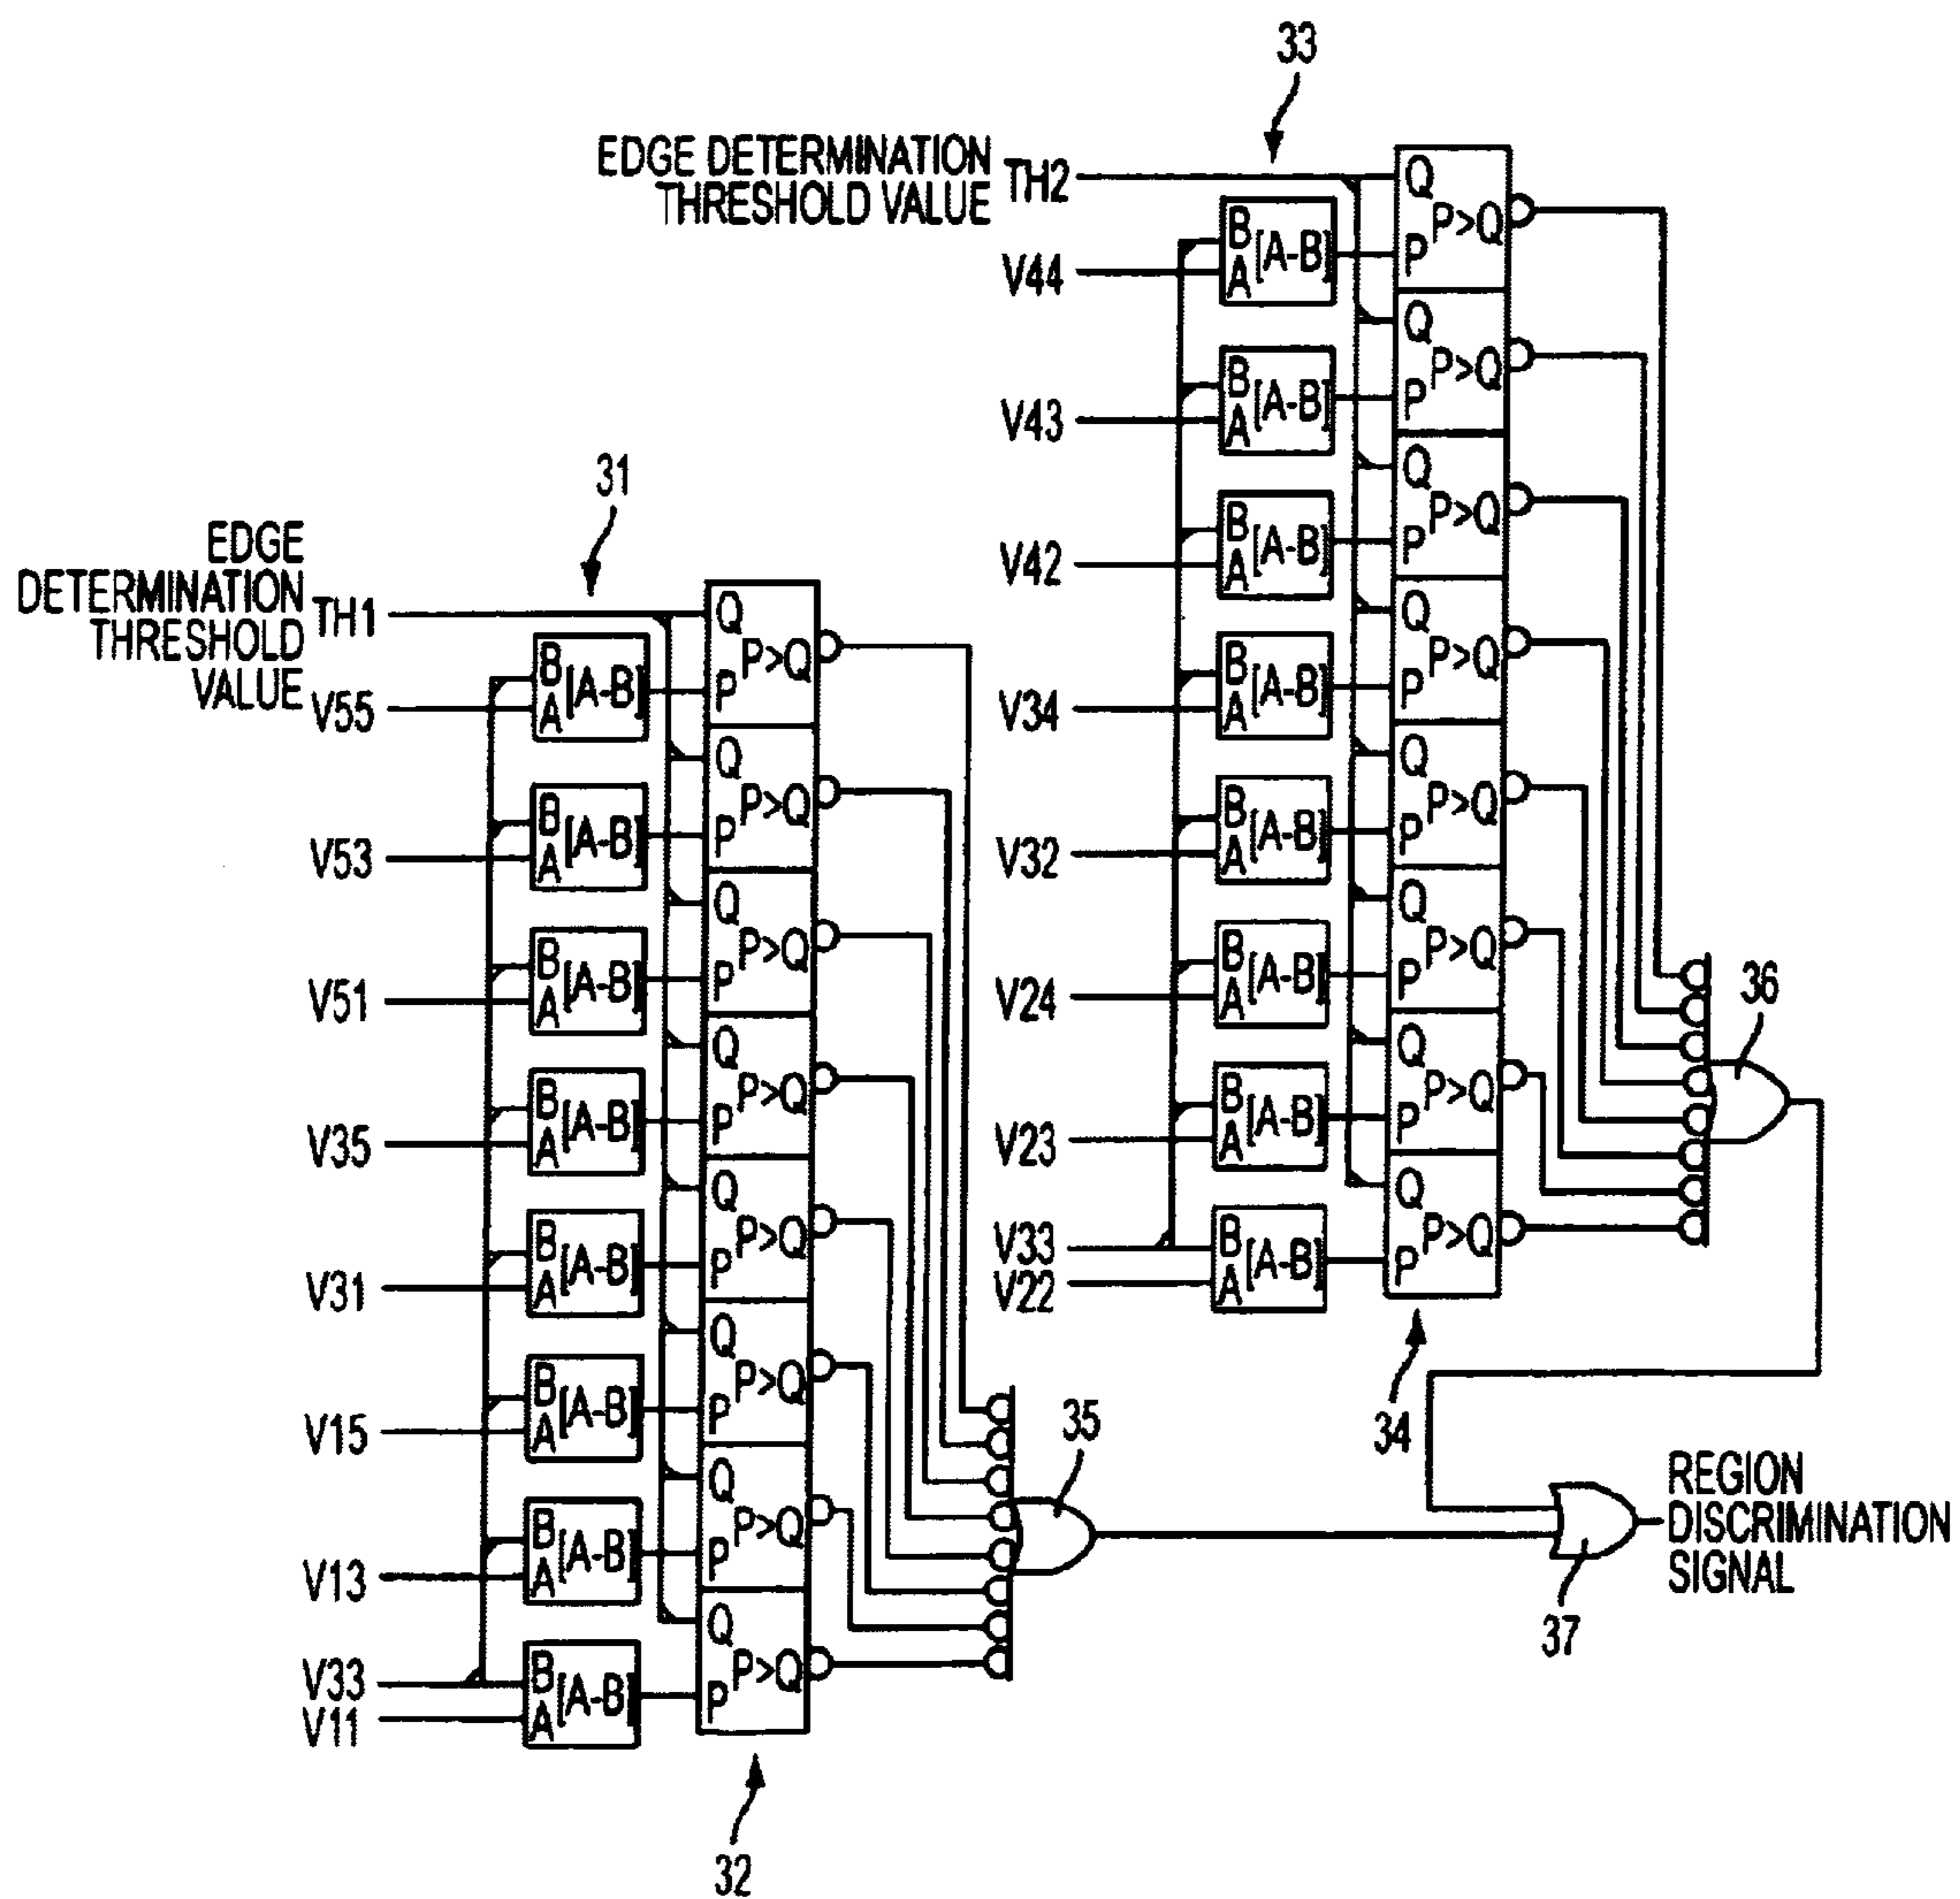 33
EDGE DETERMINATION
THRESHOLD VALUE
TH2
Q
P>Q
P
B
A
[A-B]
V44
Q
P>Q
P
B
A
[A-B]
V43
Q
P>Q
P
B
A
[A-B]
V42
Q
P>Q
P
B
A
[A-B]
V34
Q
P>Q
P
B
A
[A-B]
V32
Q
P>Q
P
B
A
[A-B]
V24
Q
P>Q
P
B
A
[A-B]
V23
Q
P>Q
P
B
A
[A-B]
V33
V22
34
36
31
EDGE
DETERMINATION
THRESHOLD
VALUE
TH1
Q
P>Q
P
B
A
[A-B]
V55
Q
P>Q
P
B
A
[A-B]
V53
Q
P>Q
P
B
A
[A-B]
V51
Q
P>Q
P
B
A
[A-B]
V35
Q
P>Q
P
B
A
[A-B]
V31
Q
P>Q
P
B
A
[A-B]
V15
Q
P>Q
P
B
A
[A-B]
V13
Q
P>Q
P
B
A
[A-B]
V33
V11
32
35
37
REGION
DISCRIMINATION
SIGNAL